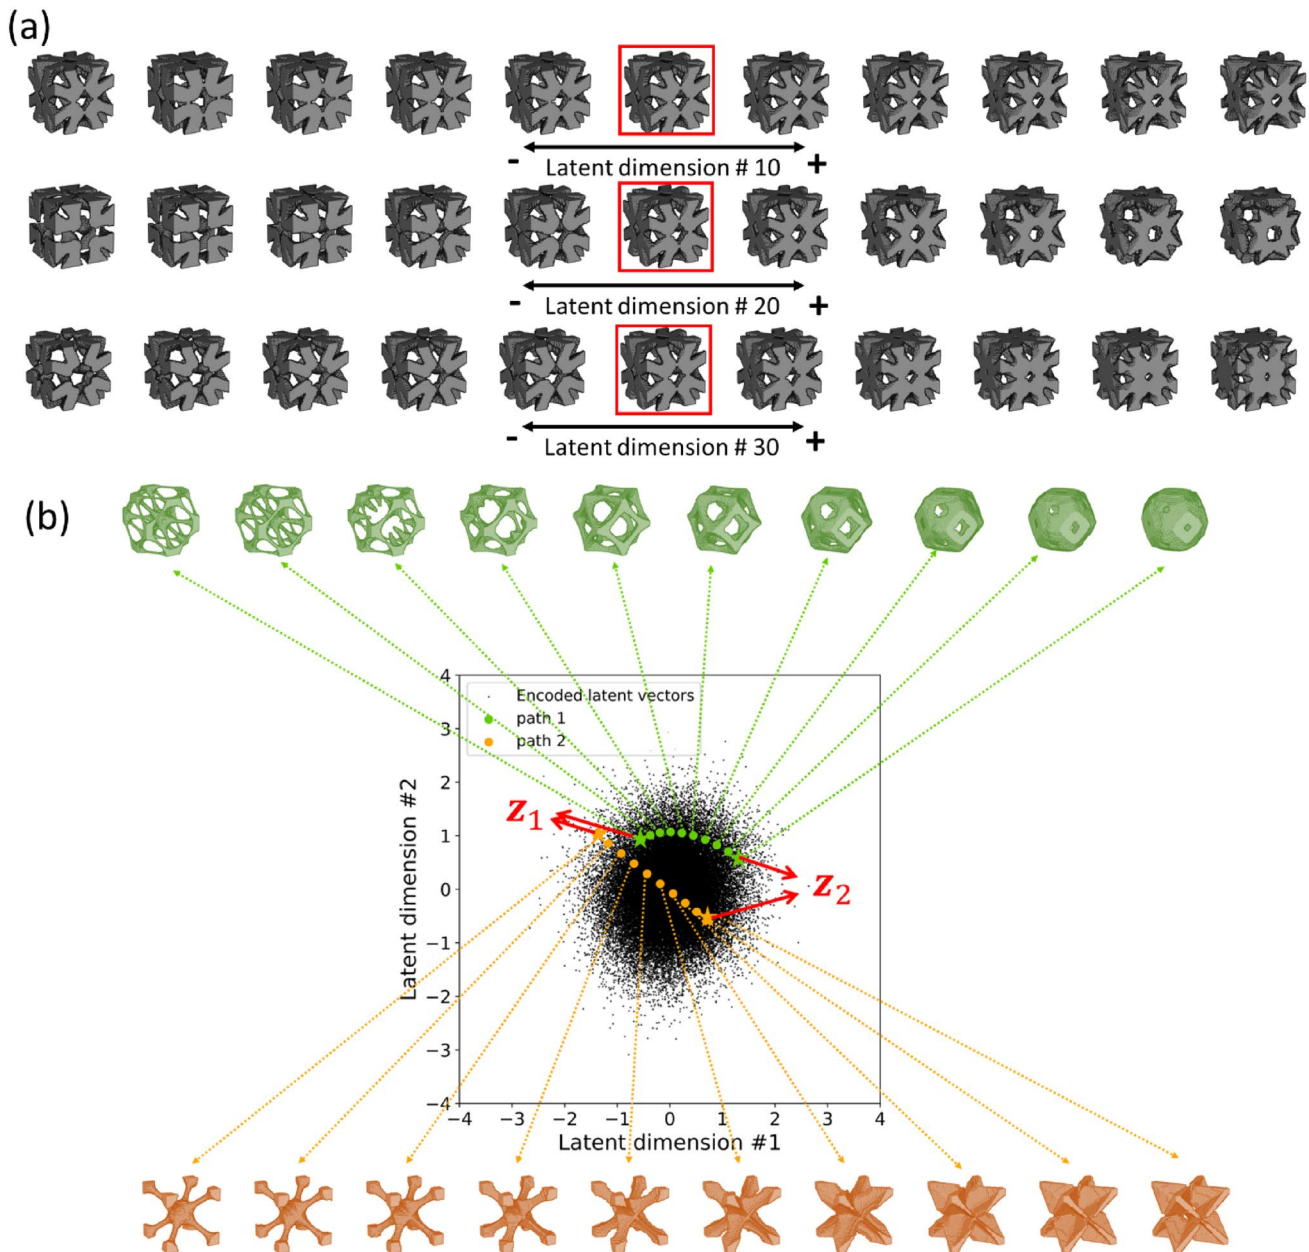 (a)
- Latent dimension # 10 +
- Latent dimension # 20 +
- Latent dimension # 30 +
(b)
4
Encoded latent vectors
path 1
path 2
3
2
1
0
−1
−2
−3
−4
Latent dimension #2
z1
z2
−4 −3 −2 −1 0 1 2 3 4
Latent dimension #1